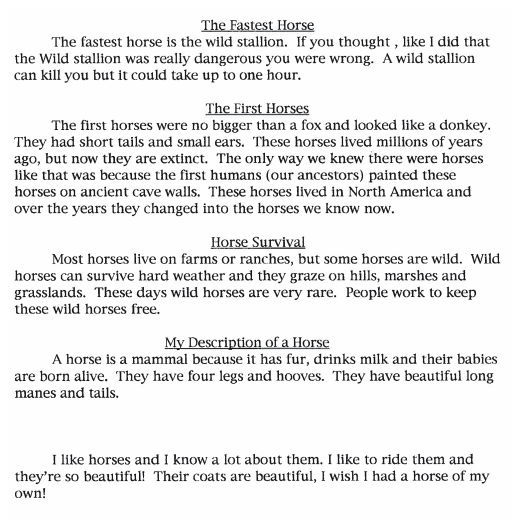 The Fastest Horse
The fastest horse is the wild stallion. If you thought , like I did that
the Wild stallion was really dangerous you were wrong. A wild stallion
can kill you but it could take up to one hour.
The First Horses
The first horses were no bigger than a fox and looked like a donkey.
They had short tails and small ears. These horses lived millions of years
ago, but now they are extinct. The only way we knew there were horses
like that was because the first humans (our ancestors) painted these
horses on ancient cave walls. These horses lived in North America and
over the years they changed into the horses we know now.
Horse Survival
Most horses live on farms or ranches, but some horses are wild. Wild
horses can survive hard weather and they graze on hills, marshes and
grasslands. These days wild horses are very rare. People work to keep
these wild horses free.
My Description of a Horse
A horse is a mammal because it has fur, drinks milk and their babies
are born alive. They have four legs and hooves. They have beautiful long
manes and tails.
I like horses and I know a lot about them. I like to ride them and
they're so beautiful! Their coats are beautiful, I wish I had a horse of my
own!